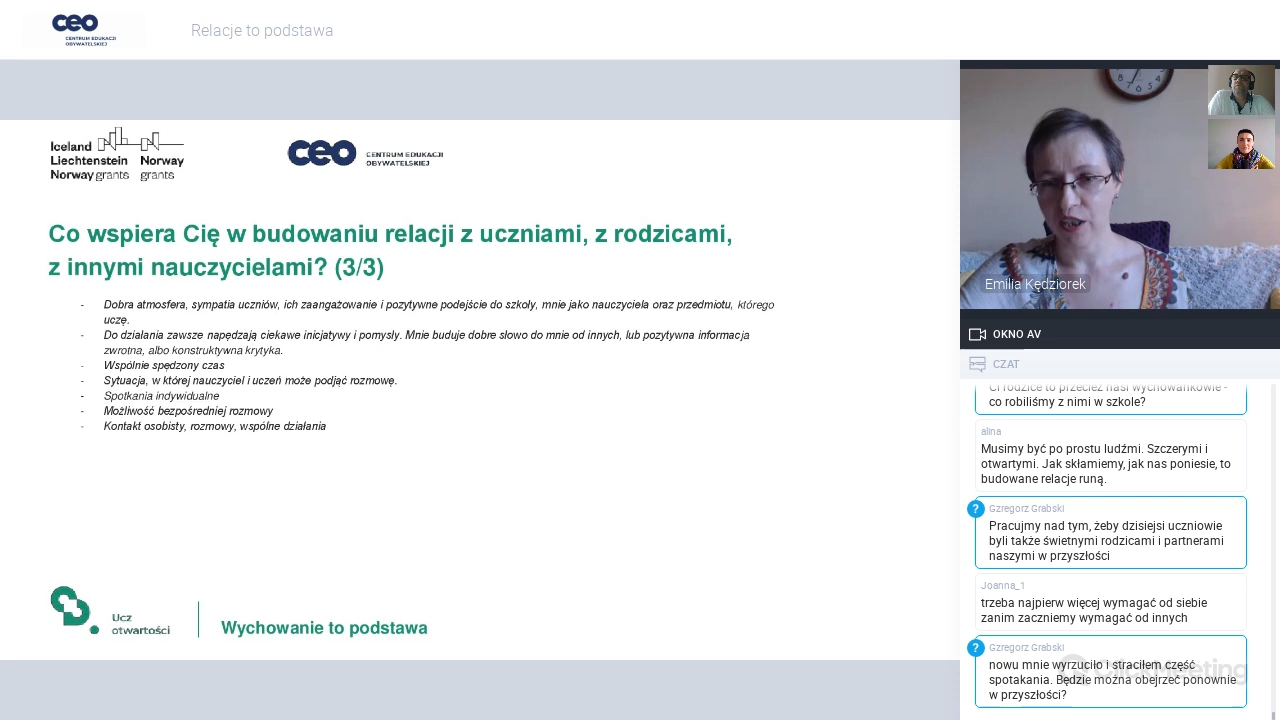 ceo
CENTRUM EDUKACJI
OBYWATELSKIEJ
Relacje to podstawa
Iceland
Liechtenstein Norway
Norway grants grants
ceo CENTRUM EDUKACJI
OBYWATELSKIEJ
Co wspiera Cię w budowaniu relacji z uczniami, z rodzicami,
z innymi nauczycielami? (3/3)
- Dobra atmosfera, sympatia uczniów, ich zaangażowanie i pozytywne podejście do szkoły, mnie jako nauczyciela oraz przedmiotu, którego
uczę.
- Do działania zawsze napędzają ciekawe inicjatywy i pomysły. Mnie buduje dobre słowo do mnie od innych, lub pozytywna informacja
zwrotna, albo konstruktywna krytyka.
- Wspólnie spędzony czas
- Sytuacja, w której nauczyciel i uczeń może podjąć rozmowę.
- Spotkania indywidualne
- Możliwość bezpośredniej rozmowy
- Kontakt osobisty, rozmowy, wspólne działania
Ucz
otwartości
Wychowanie to podstawa
Emilia Kędziorek
OKNO AV
CZAT
Ci rodzice to przecież nasi wychowankowie -
co robiliśmy z nimi w szkole?
alina
Musimy być po prostu ludźmi. Szczerymi i
otwartymi. Jak skłamiemy, jak nas poniesie, to
budowane relacje runą.
? Gzregorz Grabski
Pracujmy nad tym, żeby dzisiejsi uczniowie
byli także świetnymi rodzicami i partnerami
naszymi w przyszłości
Joanna_1
trzeba najpierw więcej wymagać od siebie
zanim zaczniemy wymagać od innych
? Gzregorz Grabski
nowu mnie wyrzuciło i straciłem część
spotakania. Będzie można obejrzeć ponownie
w przyszłości?
ClickMeeting